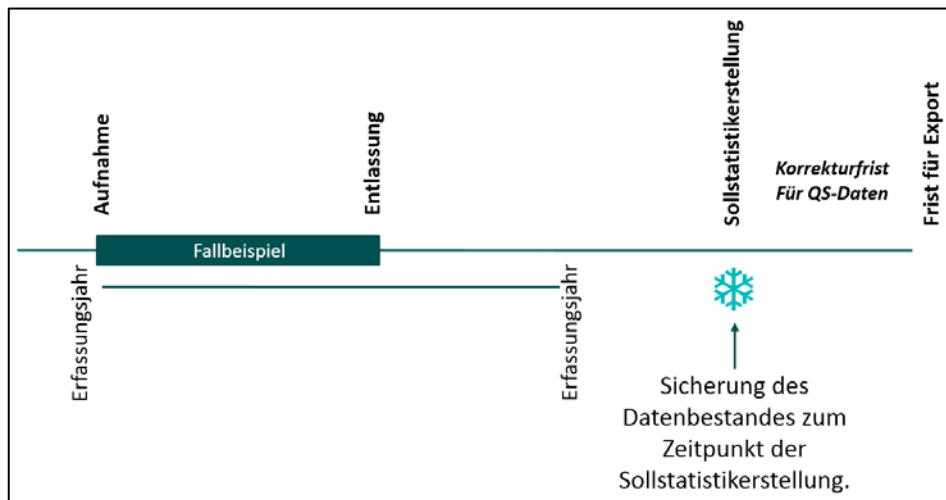 Aufnahme
Entlassung
Sollstatistikerstellung
Korrekturfrist
Für QS-Daten
Frist für Export
Fallbeispiel
Erfassungsjahr
Erfassungsjahr
Sicherung des
Datenbestandes zum
Zeitpunkt der
Sollstatistikerstellung.